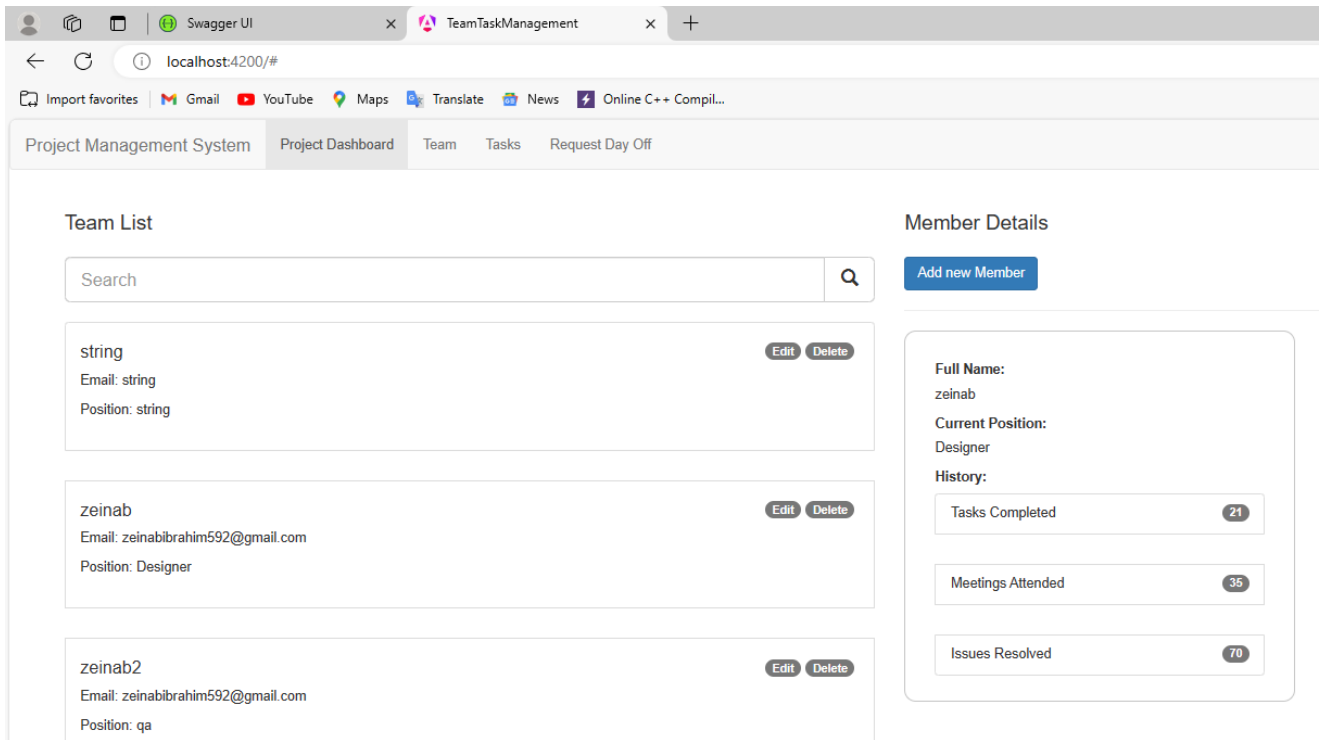 Swagger UI
TeamTaskManagement
localhost:4200/#
Import favorites Gmail YouTube Maps Translate News Online C++ Compil...
Project Management System Project Dashboard Team Tasks Request Day Off
Team List
Search
string Edit Delete
Email: string
Position: string
zeinab Edit Delete
Email: zeinabibrahim592@gmail.com
Position: Designer
zeinab2 Edit Delete
Email: zeinabibrahim592@gmail.com
Position: qa
Member Details
Add new Member
Full Name:
zeinab
Current Position:
Designer
History:
Tasks Completed 21
Meetings Attended 35
Issues Resolved 70